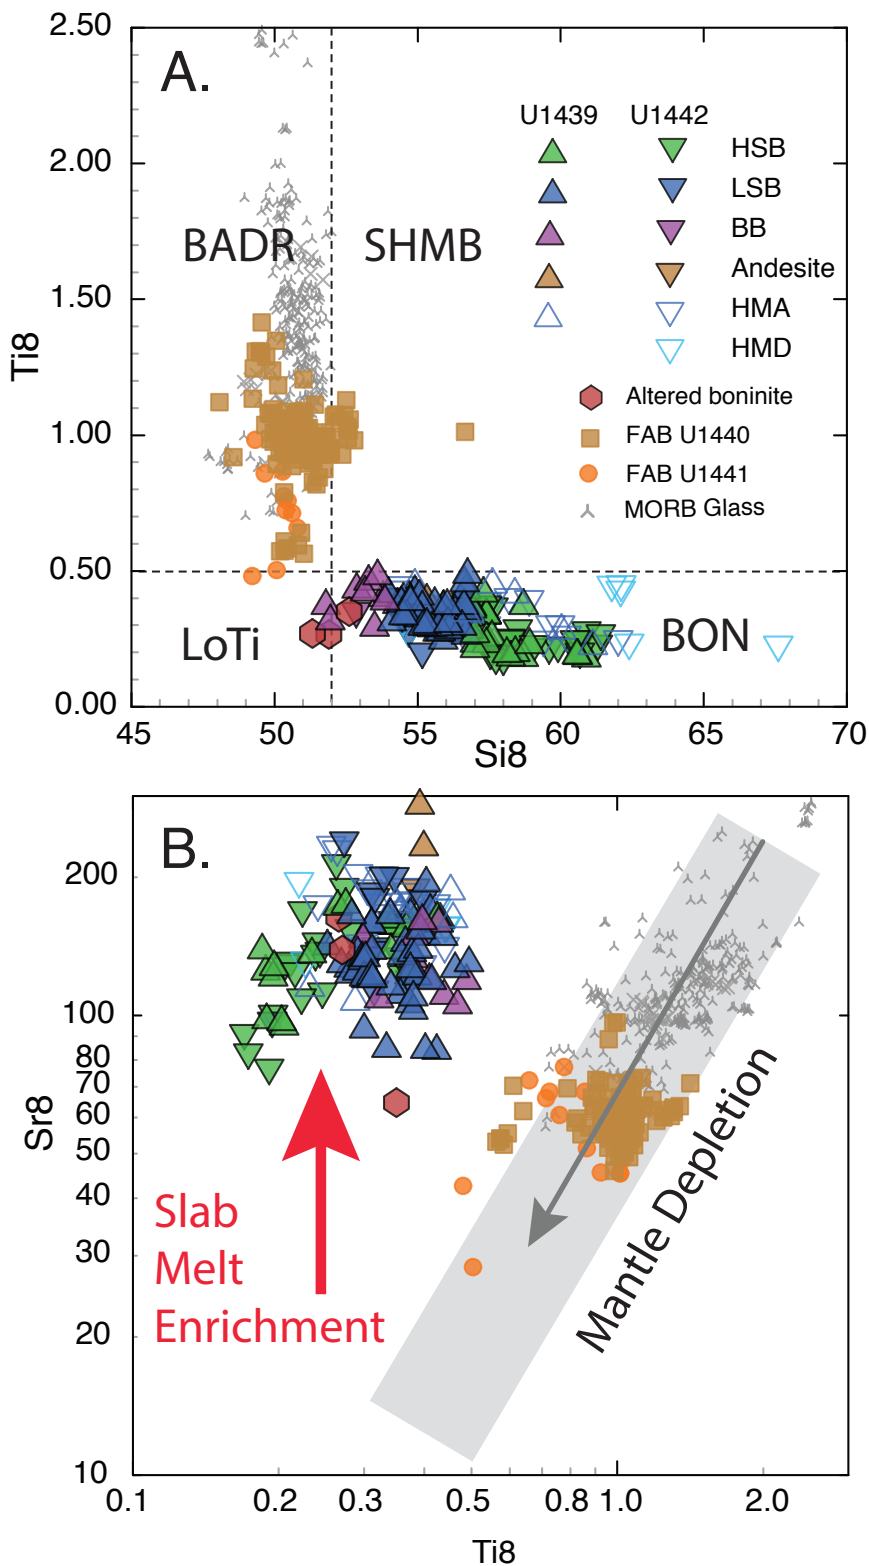 2.50
2.00
1.50
1.00
0.50
0.00
Ti8
A.
U1439 U1442
HSB
LSB
BB
Andesite
HMA
HMD
Altered boninite
FAB U1440
FAB U1441
MORB Glass
BADR
SHMB
LoTi
BON
45 50 55 60 65 70
Si8
B.
200
100
80
70
60
50
40
30
20
10
Sr8
Slab
Melt
Enrichment
Mantle Depletion
0.1 0.2 0.3 0.5 0.8 1.0 2.0
Ti8